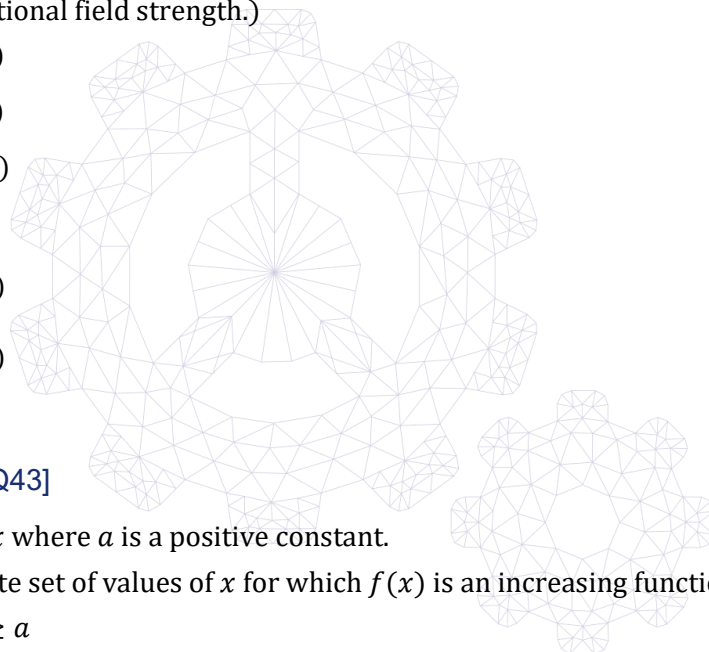 tional field strength.)
)
)
)
)
)
Q43]
where a is a positive constant.
te set of values of x for which f(x) is an increasing functi
a